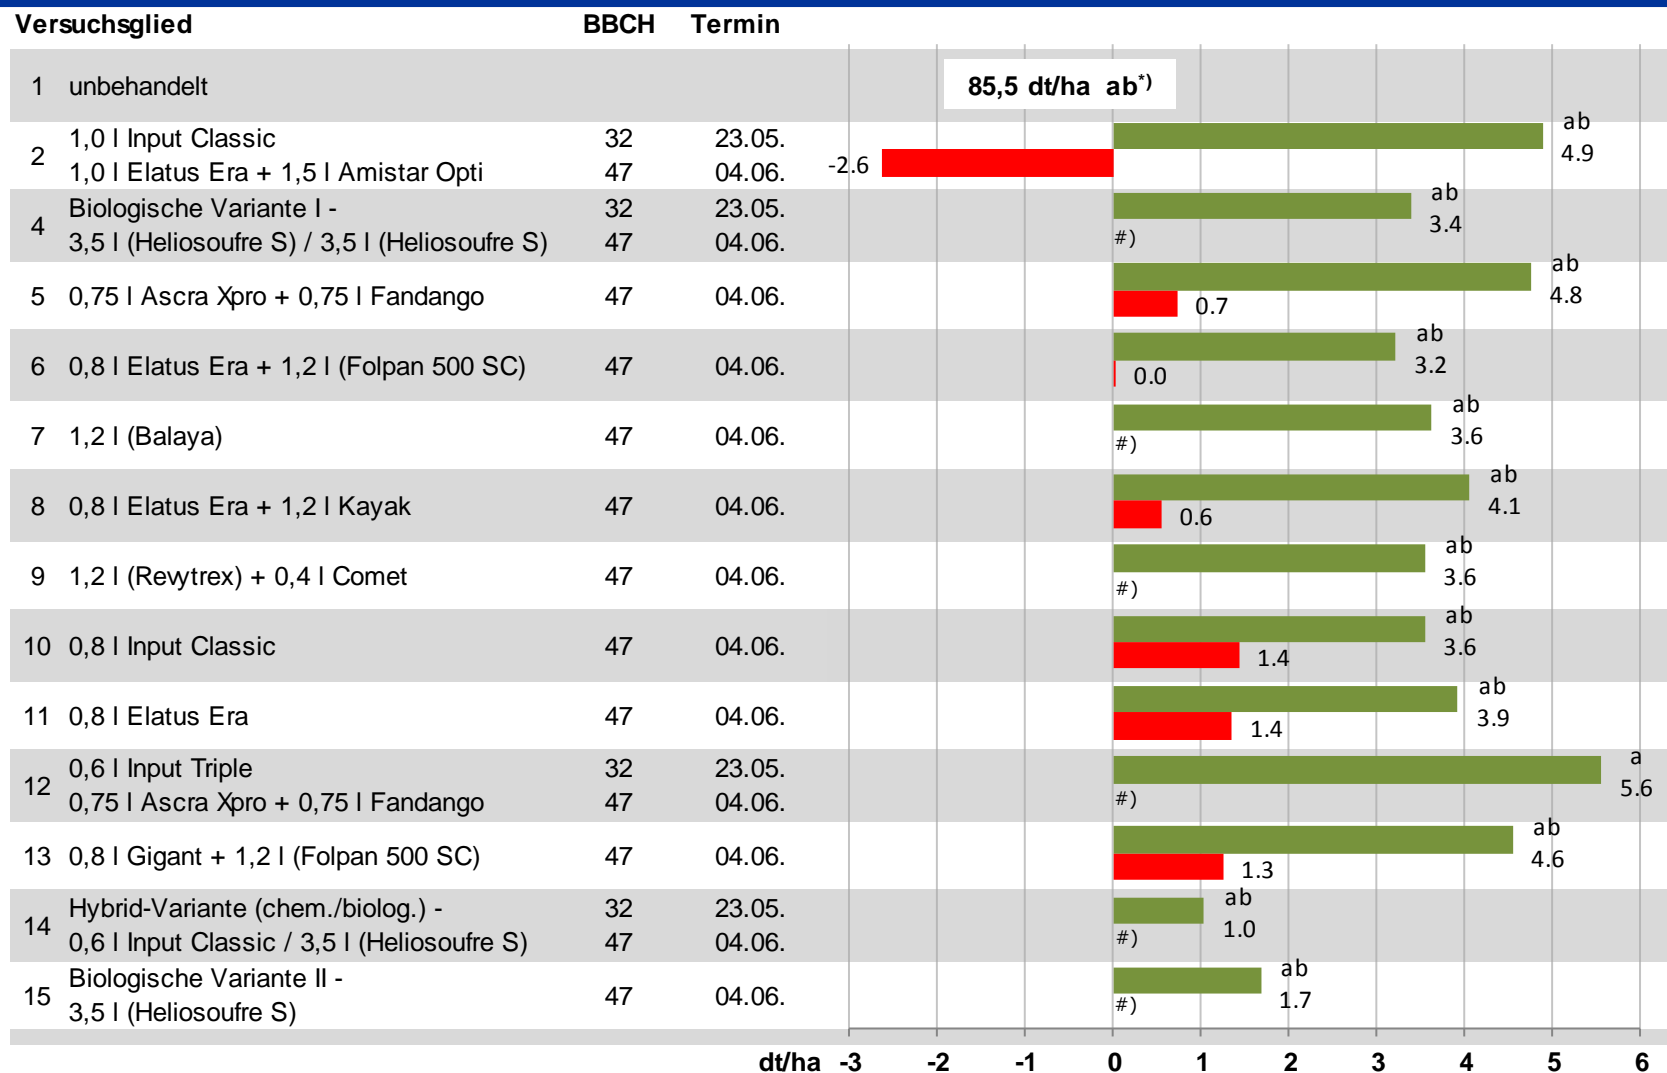 Versuchsglied BBCH Termin
1 unbehandelt 85,5 dt/ha ab*)
1,0 l Input Classic 32 23.05. ab
2 4.9
1,0 l Elatus Era + 1,5 l Amistar Opti 47 04.06. -2.6
Biologische Variante I - 32 23.05. ab
4 3.4
3,5 l (Heliosoufre S) / 3,5 l (Heliosoufre S) 47 04.06. #)
ab
5 0,75 l Ascra Xpro + 0,75 l Fandango 47 04.06. 0.7 4.8
ab
6 0,8 l Elatus Era + 1,2 l (Folpan 500 SC) 47 04.06. 0.0 3.2
ab
7 1,2 l (Balaya) 47 04.06. #) 3.6
ab
8 0,8 l Elatus Era + 1,2 l Kayak 47 04.06. 0.6 4.1
ab
9 1,2 l (Revytrex) + 0,4 l Comet 47 04.06. #) 3.6
ab
10 0,8 l Input Classic 47 04.06. 1.4 3.6
ab
11 0,8 l Elatus Era 47 04.06. 1.4 3.9
0,6 l Input Triple 32 23.05. a
12 5.6
0,75 l Ascra Xpro + 0,75 l Fandango 47 04.06. #)
ab
13 0,8 l Gigant + 1,2 l (Folpan 500 SC) 47 04.06. 1.3 4.6
Hybrid-Variante (chem./biolog.) - 32 23.05. ab
14 1.0
0,6 l Input Classic / 3,5 l (Heliosoufre S) 47 04.06. #)
Biologische Variante II - ab
15 47 04.06. #) 1.7
3,5 l (Heliosoufre S)
dt/ha -3 -2 -1 0 1 2 3 4 5 6